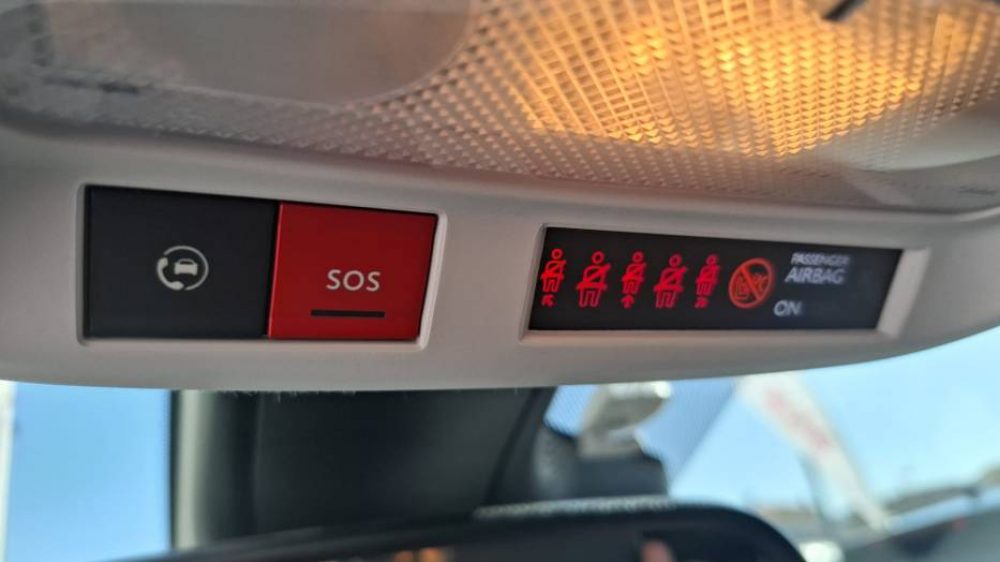 SOS
PASSENGER
AIRBAG
ON